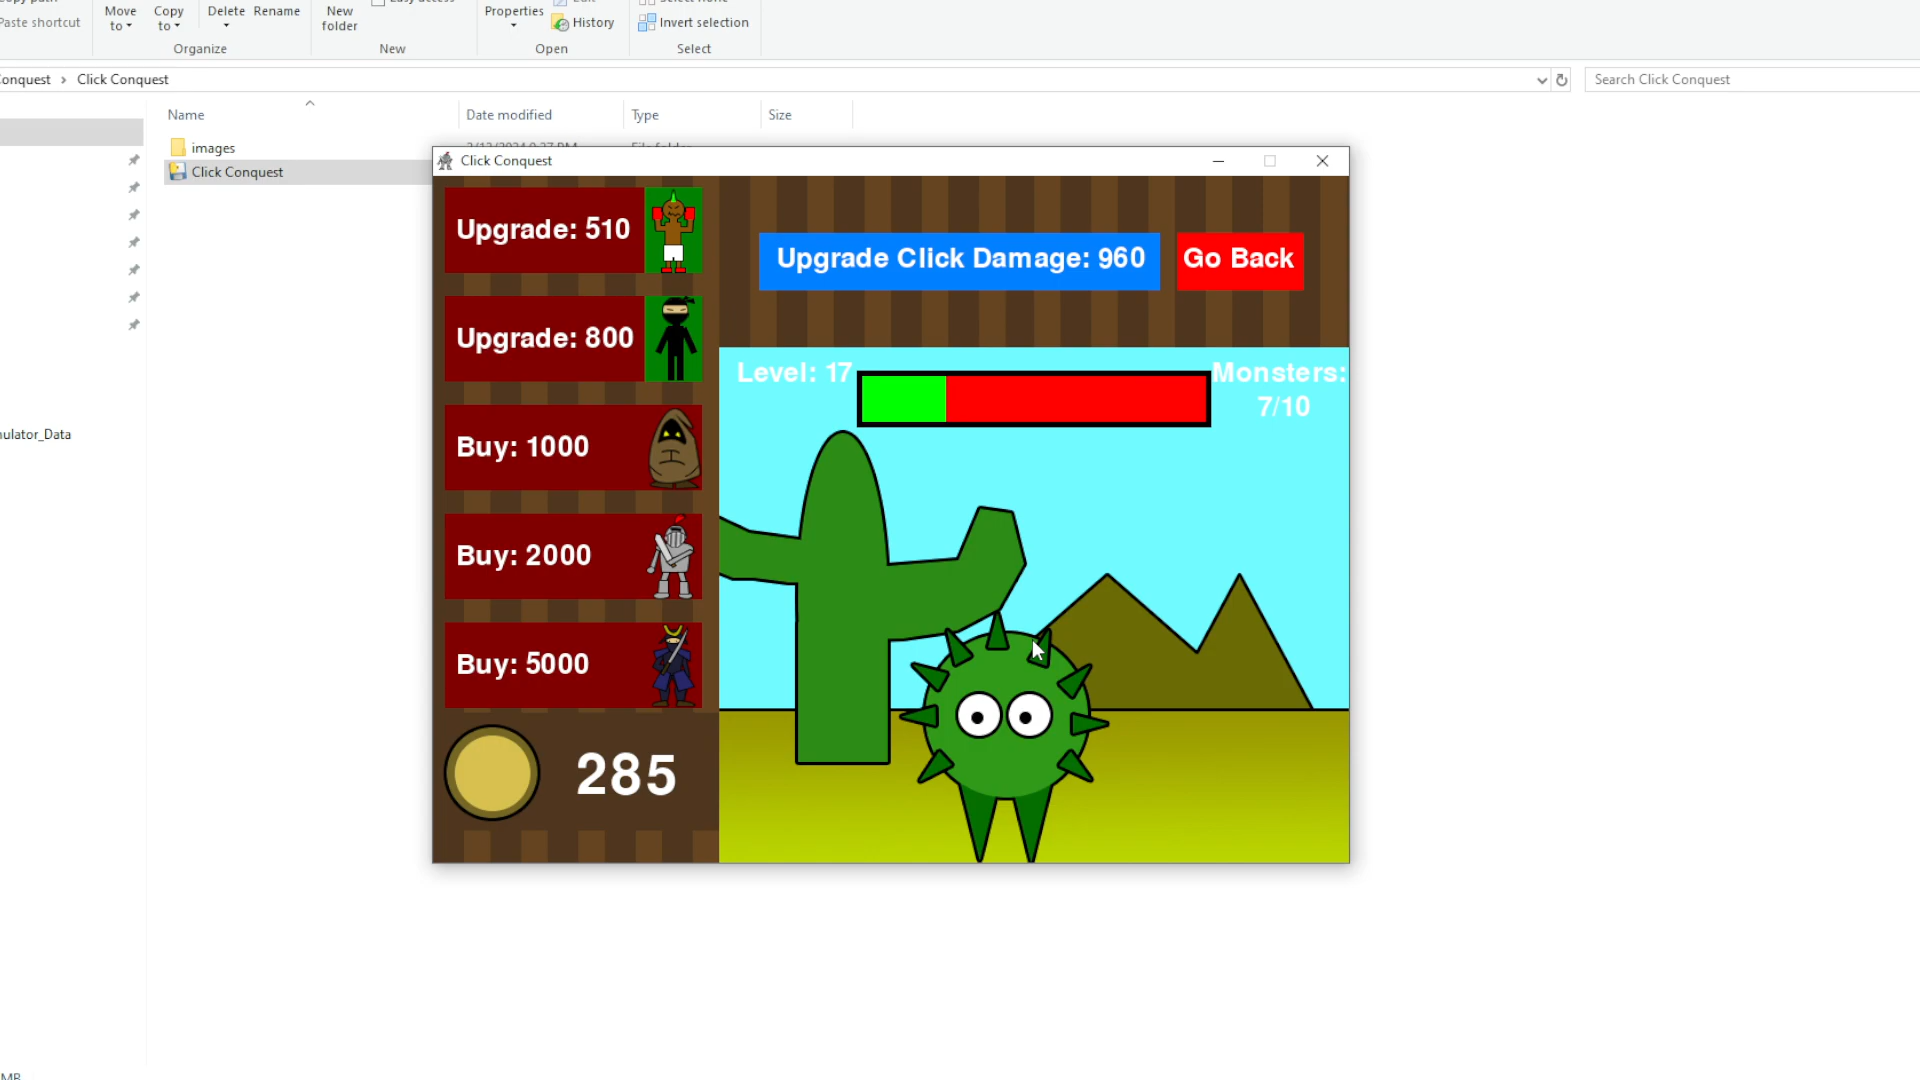 Move to
Copy to
Delete
Rename
New folder
Properties
History
Invert selection
Paste shortcut
Organize
New
Open
Select
Click Conquest
Search Click Conquest
Name
Date modified
Type
Size
images
Click Conquest
Click Conquest
Upgrade: 510
Upgrade Click Damage: 960
Go Back
Upgrade: 800
Level: 17
Monsters:
7/10
Buy: 1000
Buy: 2000
Buy: 5000
285
MB